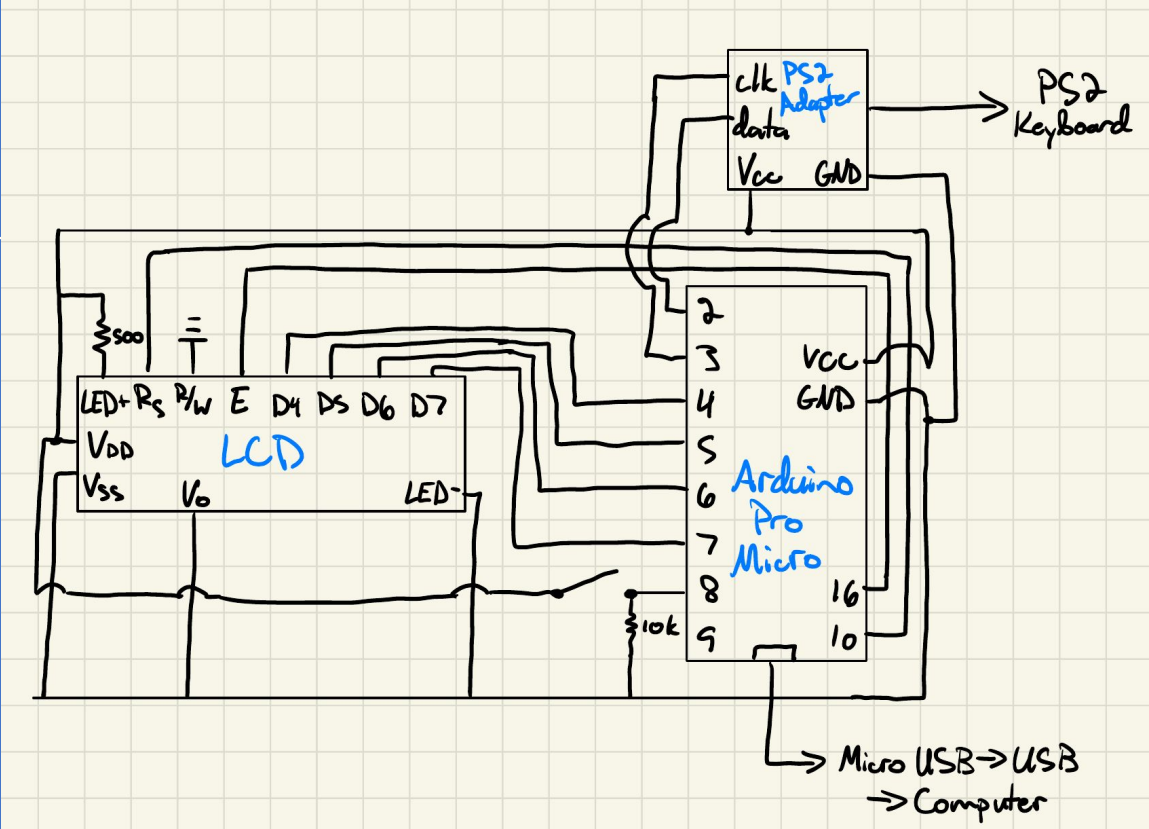 clk PS2
Adapter
data
Vcc GND
PS2
Keyboard
500
LED+ Rs R/W E D4 D5 D6 D7
VDD
LCD
Vss
Vo
LED-
2
3
VCC
4
GND
5
6
Arduino
Pro
Micro
7
8
16
9
10
10k
Micro USB → USB
→ Computer